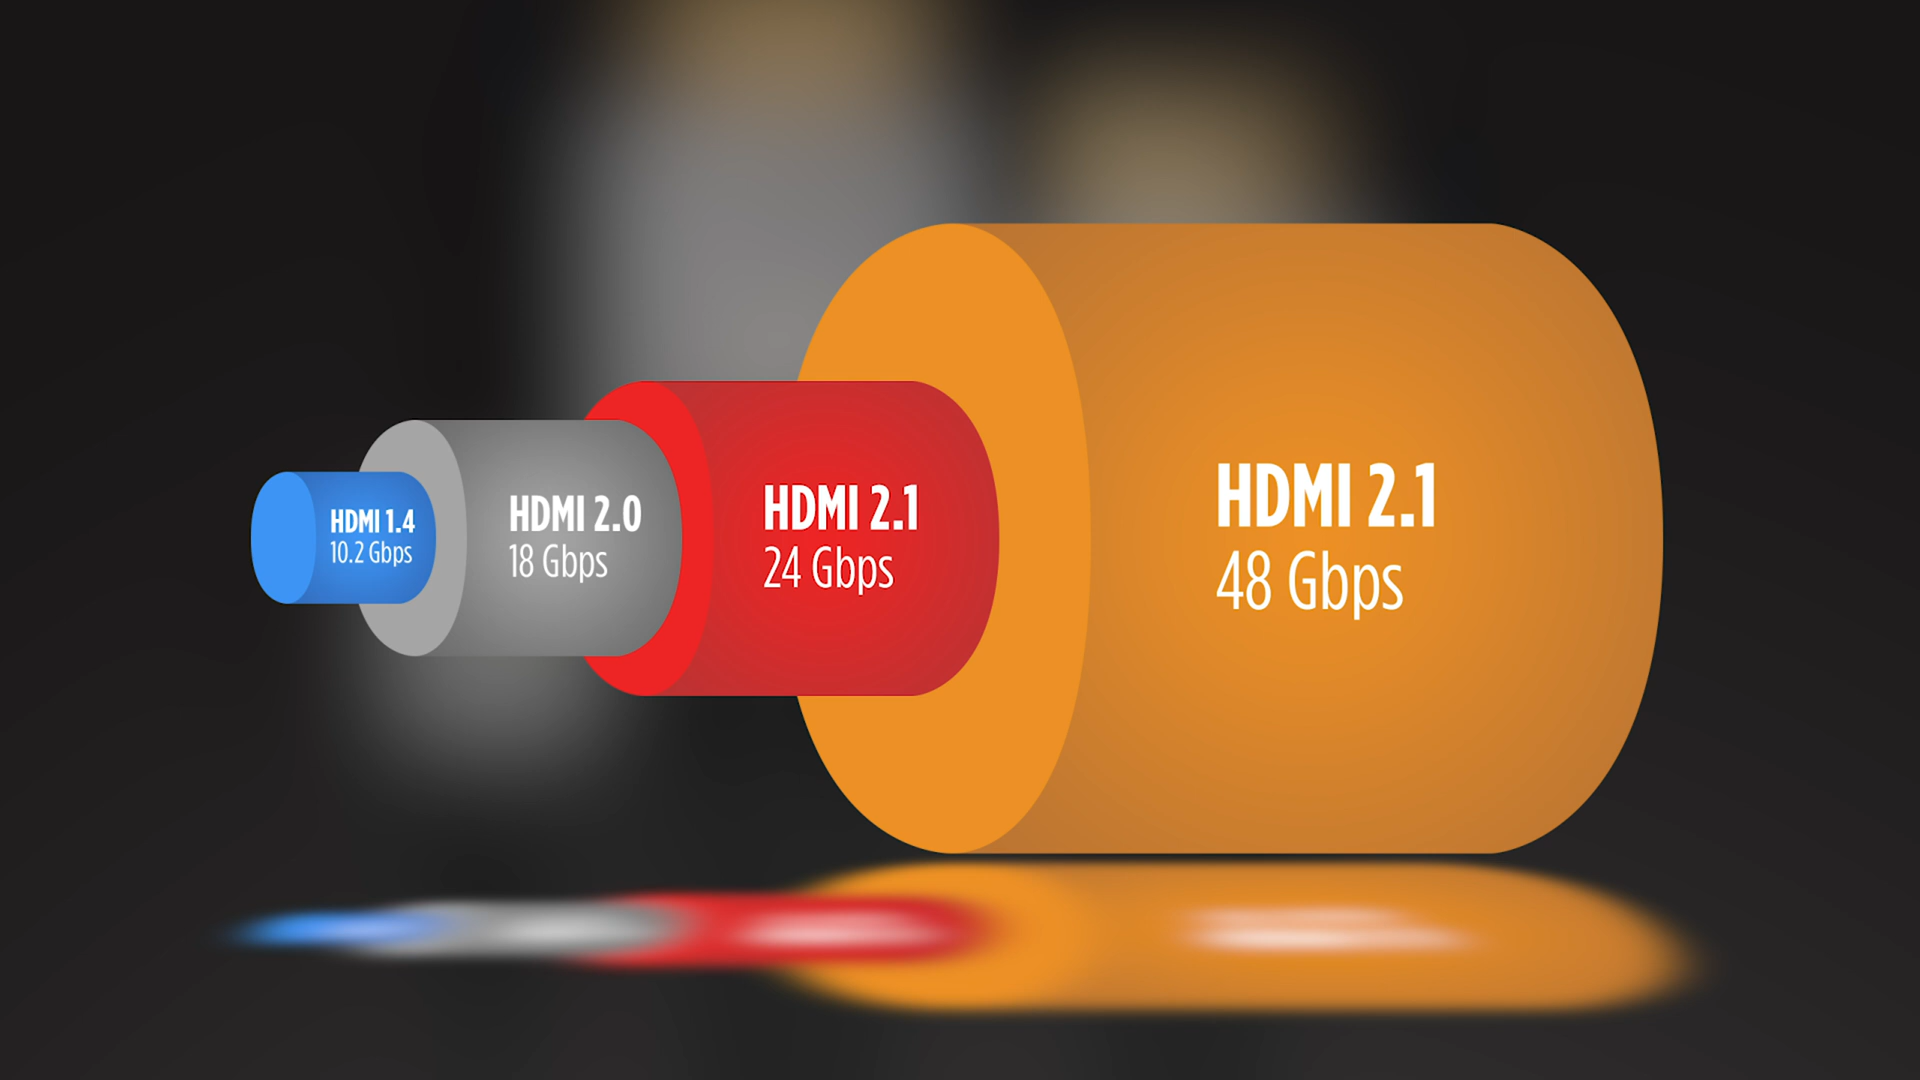 HDMI 1.4
10.2 Gbps
HDMI 2.0
18 Gbps
HDMI 2.1
24 Gbps
HDMI 2.1
48 Gbps